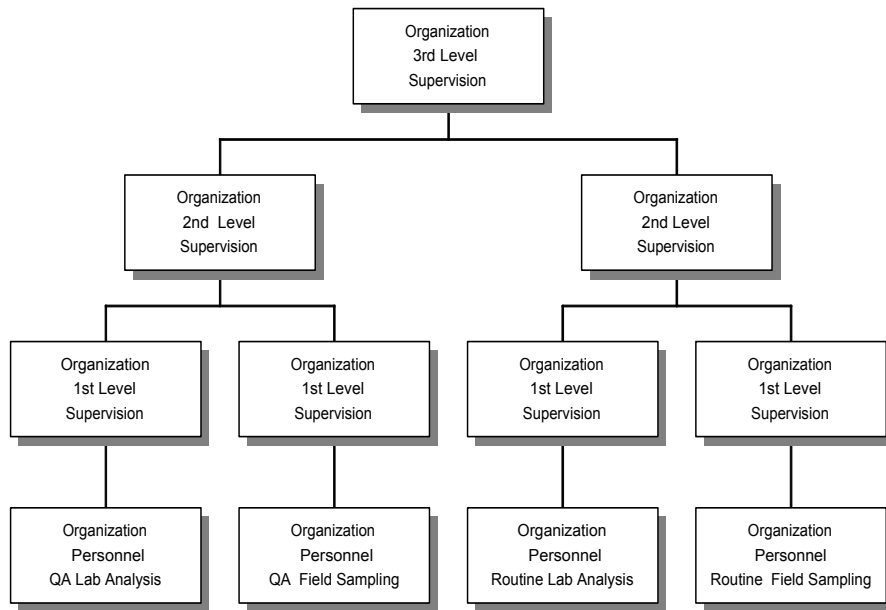 Organization
3rd Level
Supervision
Organization
2nd Level
Supervision
Organization
2nd Level
Supervision
Organization
1st Level
Supervision
Organization
1st Level
Supervision
Organization
1st Level
Supervision
Organization
1st Level
Supervision
Organization
Personnel
QA Lab Analysis
Organization
Personnel
QA Field Sampling
Organization
Personnel
Routine Lab Analysis
Organization
Personnel
Routine Field Sampling